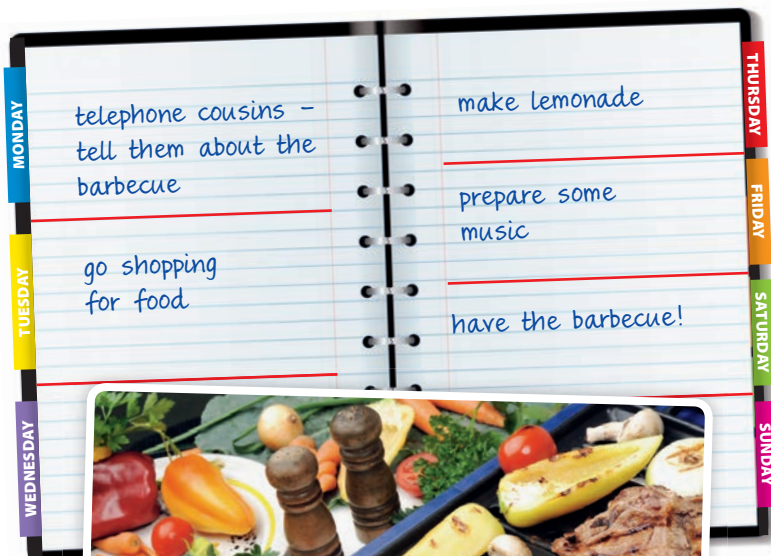 MONDAY
telephone cousins –
tell them about the
barbecue
TUESDAY
go shopping
for food
WEDNESDAY
THURSDAY
make lemonade
FRIDAY
prepare some
music
SATURDAY
have the barbecue!
SUNDAY